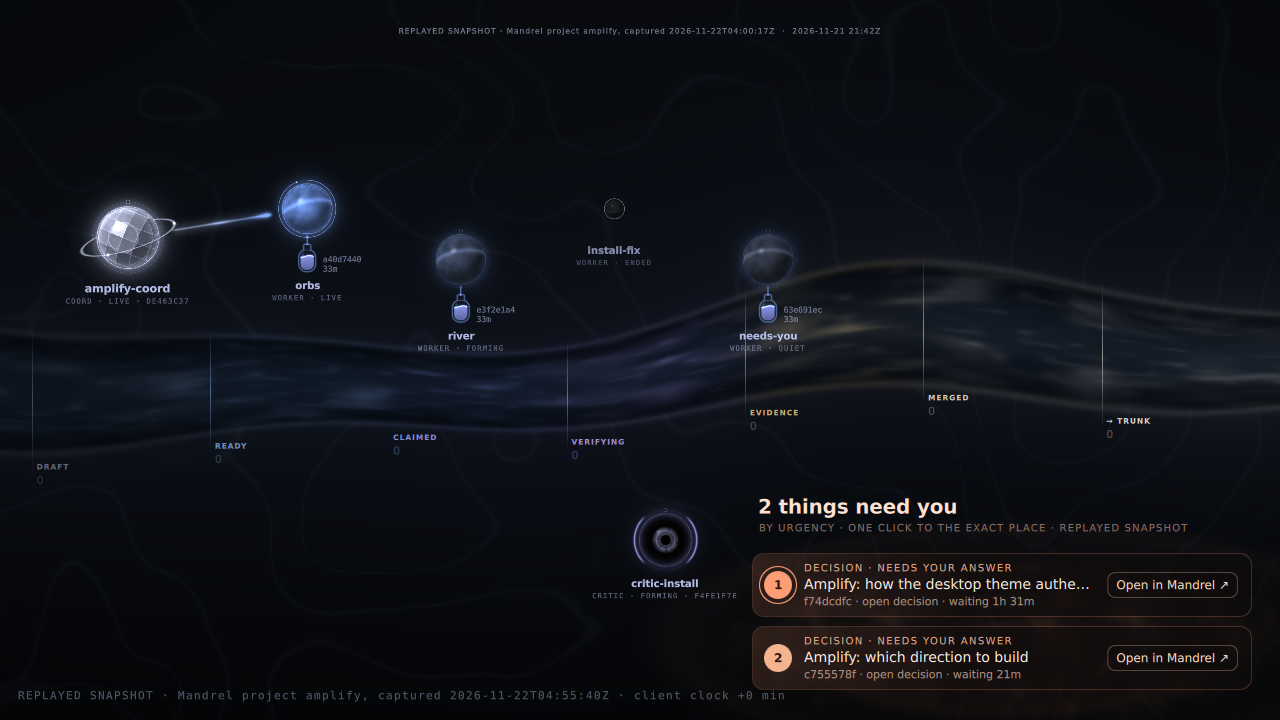 REPLAYED SNAPSHOT · Mandrel project amplify, captured 2026-11-22T04:00:17Z · 2026-11-21 21:42Z
amplify-coord
COORD · LIVE · DE463C37
a40d7440
33m
orbs
WORKER · LIVE
e3f2e1a4
33m
river
WORKER · FORMING
install-fix
WORKER · ENDED
63e691ec
33m
needs-you
WORKER · QUIET
DRAFT
0
READY
0
CLAIMED
0
VERIFYING
0
EVIDENCE
0
MERGED
0
→ TRUNK
0
critic-install
CRITIC · FORMING · F4FE1F7E
2 things need you
BY URGENCY · ONE CLICK TO THE EXACT PLACE · REPLAYED SNAPSHOT
1
DECISION · NEEDS YOUR ANSWER
Amplify: how the desktop theme authe…
f74dcdfc · open decision · waiting 1h 31m
Open in Mandrel ↗
2
DECISION · NEEDS YOUR ANSWER
Amplify: which direction to build
c755578f · open decision · waiting 21m
Open in Mandrel ↗
REPLAYED SNAPSHOT · Mandrel project amplify, captured 2026-11-22T04:55:40Z · client clock +0 min